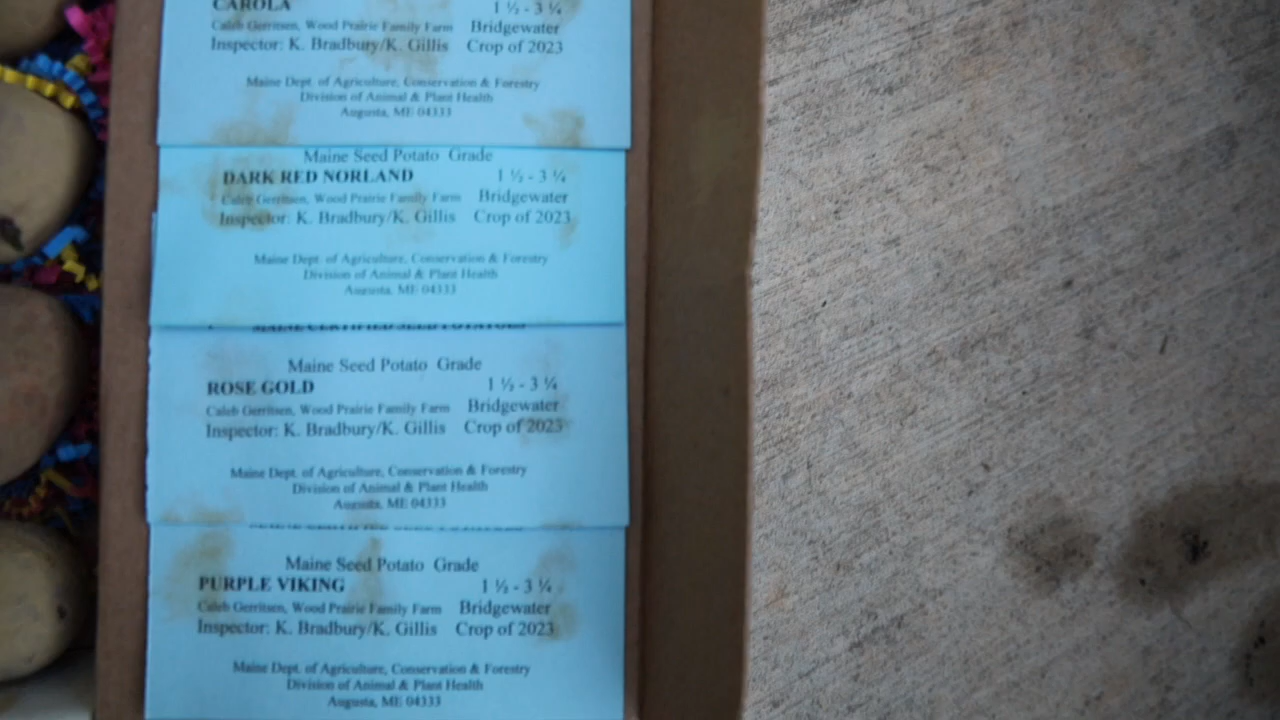 CAROLA 1 ½ - 3 ¼
Caleb Gerritsen, Wood Prairie Family Farm Bridgewater
Inspector: K. Bradbury/K. Gillis Crop of 2023
Maine Dept. of Agriculture, Conservation & Forestry
Division of Animal & Plant Health
Augusta, ME 04333
Maine Seed Potato Grade
DARK RED NORLAND 1 ½ - 3 ¼
Caleb Gerritsen, Wood Prairie Family Farm Bridgewater
Inspector: K. Bradbury/K. Gillis Crop of 2023
Maine Dept. of Agriculture, Conservation & Forestry
Division of Animal & Plant Health
Augusta, ME 04333
MAINE CERTIFIED SEED POTATOES
Maine Seed Potato Grade
ROSE GOLD 1 ½ - 3 ¼
Caleb Gerritsen, Wood Prairie Family Farm Bridgewater
Inspector: K. Bradbury/K. Gillis Crop of 2023
Maine Dept. of Agriculture, Conservation & Forestry
Division of Animal & Plant Health
Augusta, ME 04333
Maine Seed Potato Grade
PURPLE VIKING 1 ½ - 3 ¼
Caleb Gerritsen, Wood Prairie Family Farm Bridgewater
Inspector: K. Bradbury/K. Gillis Crop of 2023
Maine Dept. of Agriculture, Conservation & Forestry
Division of Animal & Plant Health
Augusta, ME 04333